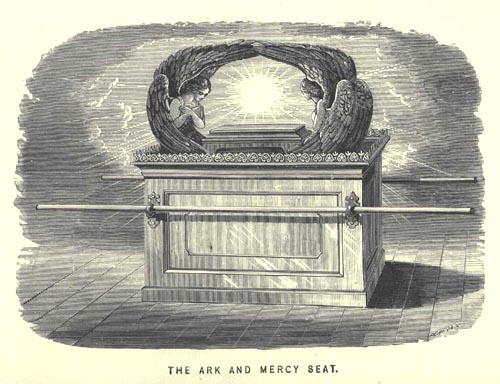 THE ARK AND MERCY SEAT.